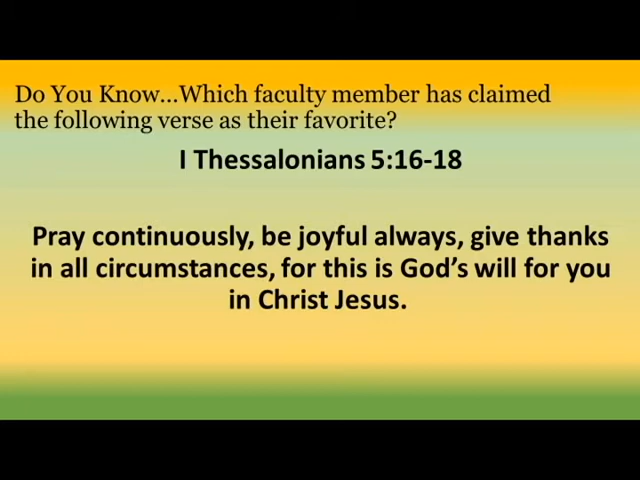 Do You Know...Which faculty member has claimed
the following verse as their favorite?
I Thessalonians 5:16-18
Pray continuously, be joyful always, give thanks
in all circumstances, for this is God's will for you
in Christ Jesus.